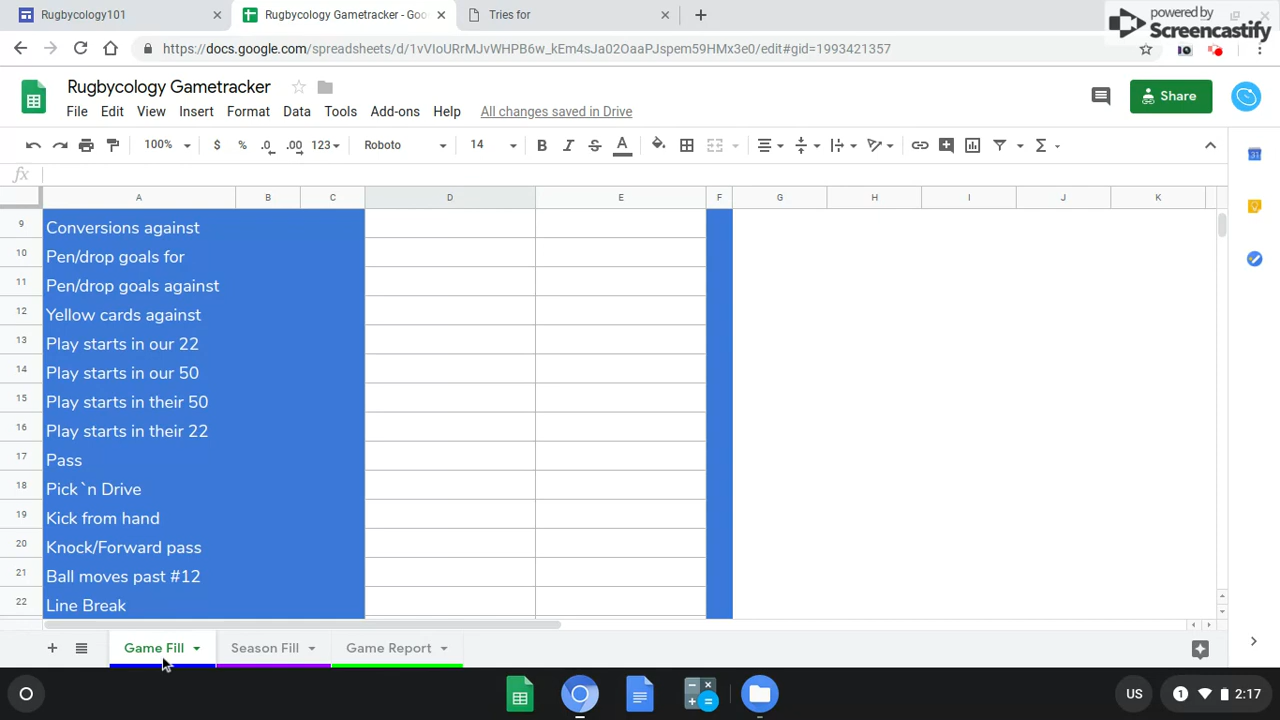 Rugbycology101
Rugbycology Gametracker - Goo
Tries for
powered by
Screencastify
https://docs.google.com/spreadsheets/d/1vVIoURrMJvWHPB6w_kEm4sJa02OaaPJspem59HMx3e0/edit#gid=1993421357
Rugbycology Gametracker
File Edit View Insert Format Data Tools Add-ons Help All changes saved in Drive
Share
100% $ % .0 .00 123 Roboto 14
fx
A B C D E F G H I J K
9 Conversions against
10 Pen/drop goals for
11 Pen/drop goals against
12 Yellow cards against
13 Play starts in our 22
14 Play starts in our 50
15 Play starts in their 50
16 Play starts in their 22
17 Pass
18 Pick`n Drive
19 Kick from hand
20 Knock/Forward pass
21 Ball moves past #12
22 Line Break
Game Fill Season Fill Game Report
US 1 2:17